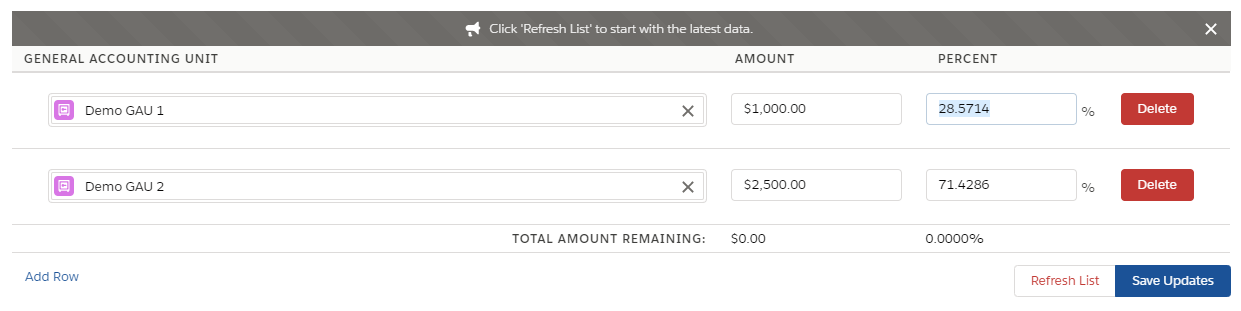 Click 'Refresh List' to start with the latest data.
GENERAL ACCOUNTING UNIT AMOUNT PERCENT
Demo GAU 1 $1,000.00 28.5714 % Delete
Demo GAU 2 $2,500.00 71.4286 % Delete
TOTAL AMOUNT REMAINING: $0.00 0.0000%
Add Row Refresh List Save Updates